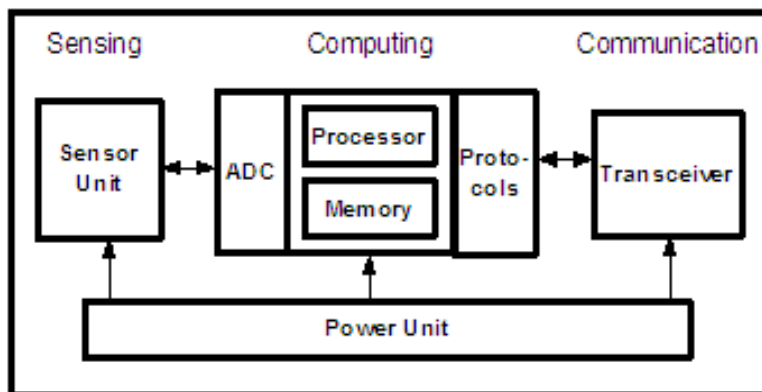 Sensing Computing Communication
Sensor
Unit
ADC
Processor
Memory
Proto-
cols
Transceiver
Power Unit